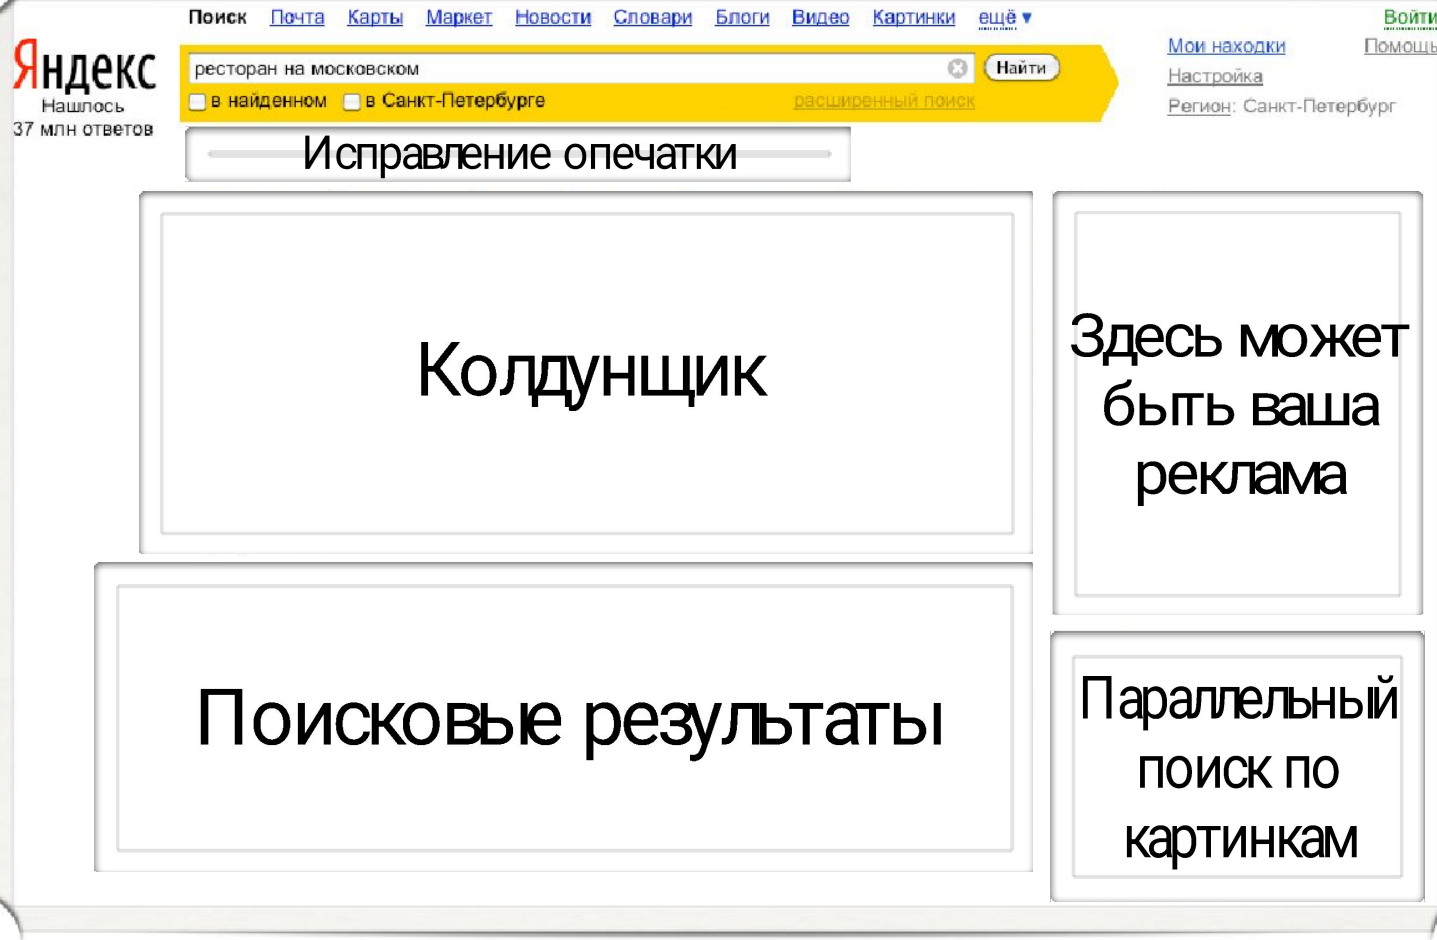 Поиск Почта Карты Маркет Новости Словари Блоги Видео Картинки ещё ▼
Войти
Яндекс
Нашлось
37 млн ответов
ресторан на московском
Найти
в найденном в Санкт-Петербурге расширенный поиск
Мои находки
Помощь
Настройка
Регион: Санкт-Петербург
Исправление опечатки
Колдунщик
Здесь может
быть ваша
реклама
Поисковые результаты
Параллельный
поиск по
картинкам